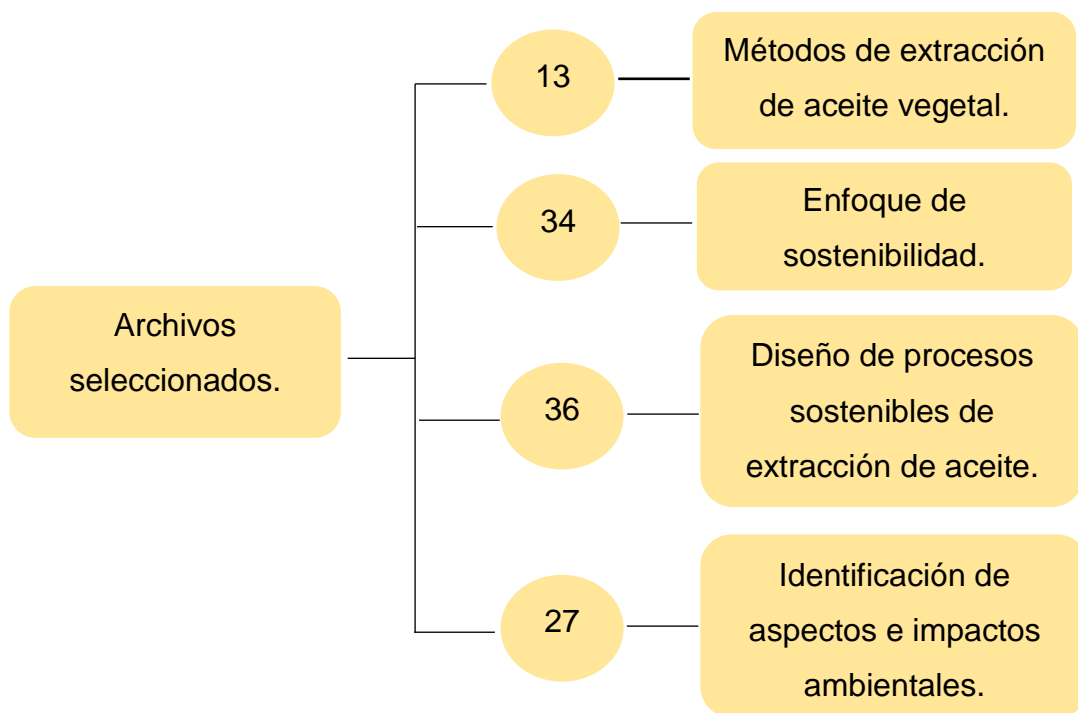 13
Métodos de extracción
de aceite vegetal.
34
Enfoque de
sostenibilidad.
Archivos
seleccionados.
36
Diseño de procesos
sostenibles de
extracción de aceite.
27
Identificación de
aspectos e impactos
ambientales.